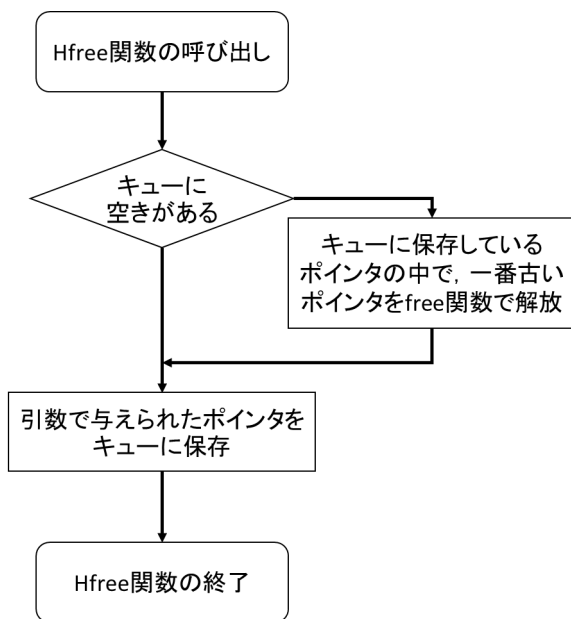 Hfree関数の呼び出し
キューに
空きがある
キューに保存している
ポインタの中で，一番古い
ポインタをfree関数で解放
引数で与えられたポインタを
キューに保存
Hfree関数の終了